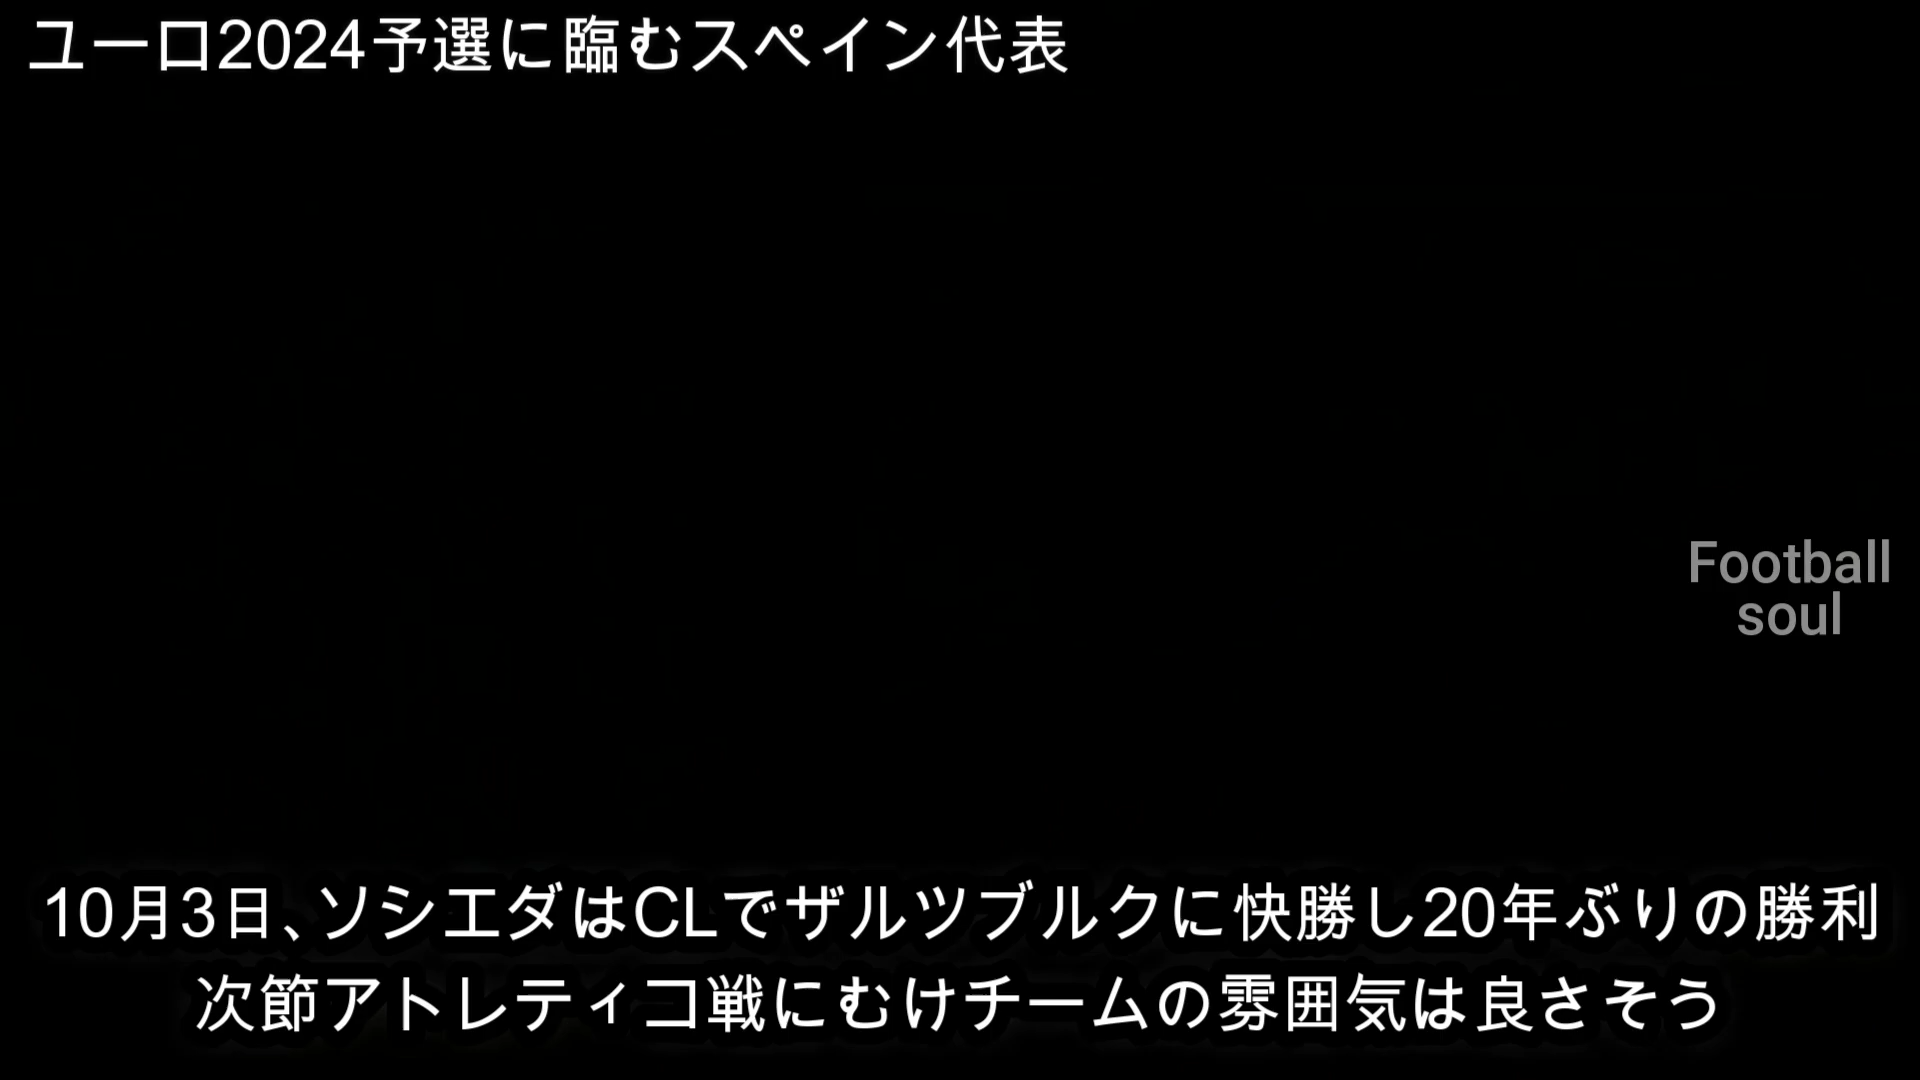 ユーロ2024予選に臨むスペイン代表
Football
soul
10月3日、ソシエダはCLでザルツブルクに快勝し20年ぶりの勝利
次節アトレティコ戦にむけチームの雰囲気は良さそう